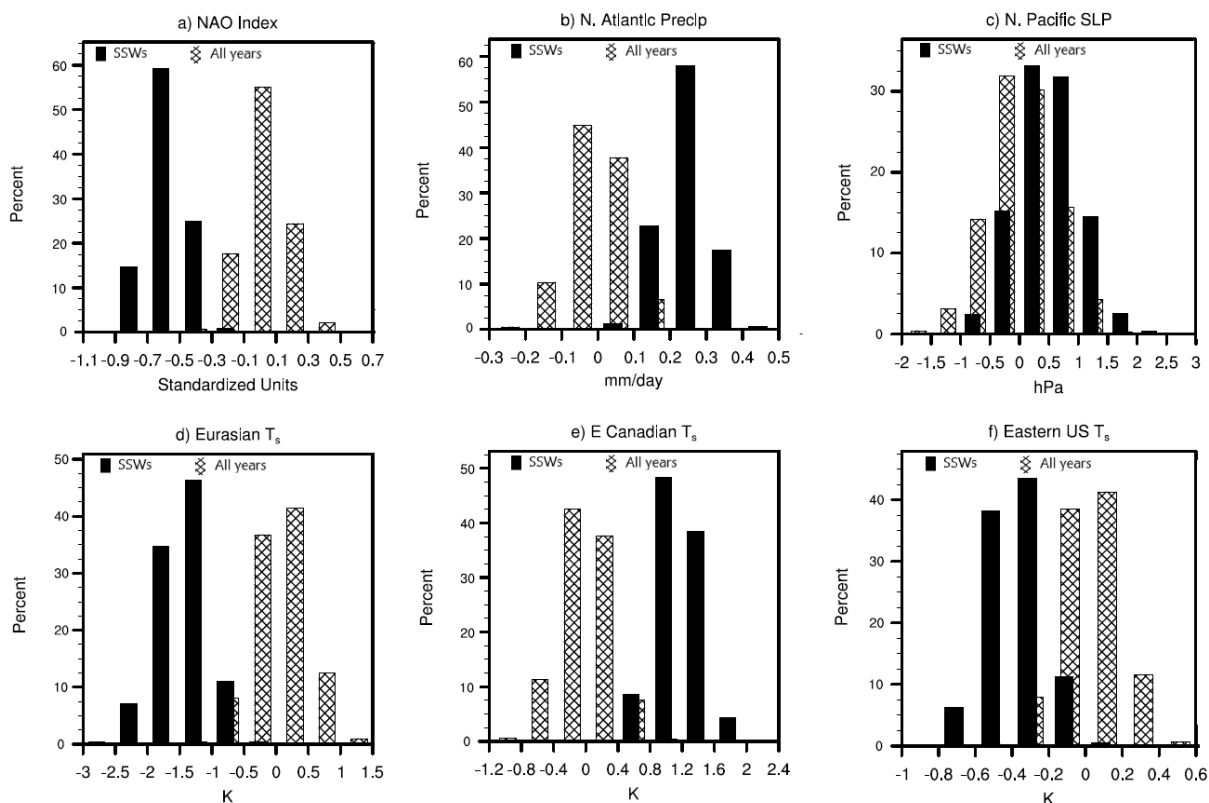 a) NAO Index
SSWs All years
Percent
60
50
40
30
20
10
0
-1.1 -0.9 -0.7 -0.5 -0.3 -0.1 0.1 0.3 0.5 0.7
Standardized Units
b) N. Atlantic Precip
SSWs All years
Percent
60
50
40
30
20
10
0
-0.3 -0.2 -0.1 0 0.1 0.2 0.3 0.4 0.5
mm/day
c) N. Pacific SLP
SSWs All years
Percent
30
20
10
0
-2 -1.5 -1 -0.5 0 0.5 1 1.5 2 2.5 3
hPa
d) Eurasian Ts
SSWs All years
Percent
50
40
30
20
10
0
-3 -2.5 -2 -1.5 -1 -0.5 0 0.5 1 1.5
K
e) E Canadian Ts
SSWs All years
Percent
50
40
30
20
10
0
-1.2 -0.8 -0.4 0 0.4 0.8 1.2 1.6 2 2.4
K
f) Eastern US Ts
SSWs All years
Percent
40
30
20
10
0
-1 -0.8 -0.6 -0.4 -0.2 0 0.2 0.4 0.6
K